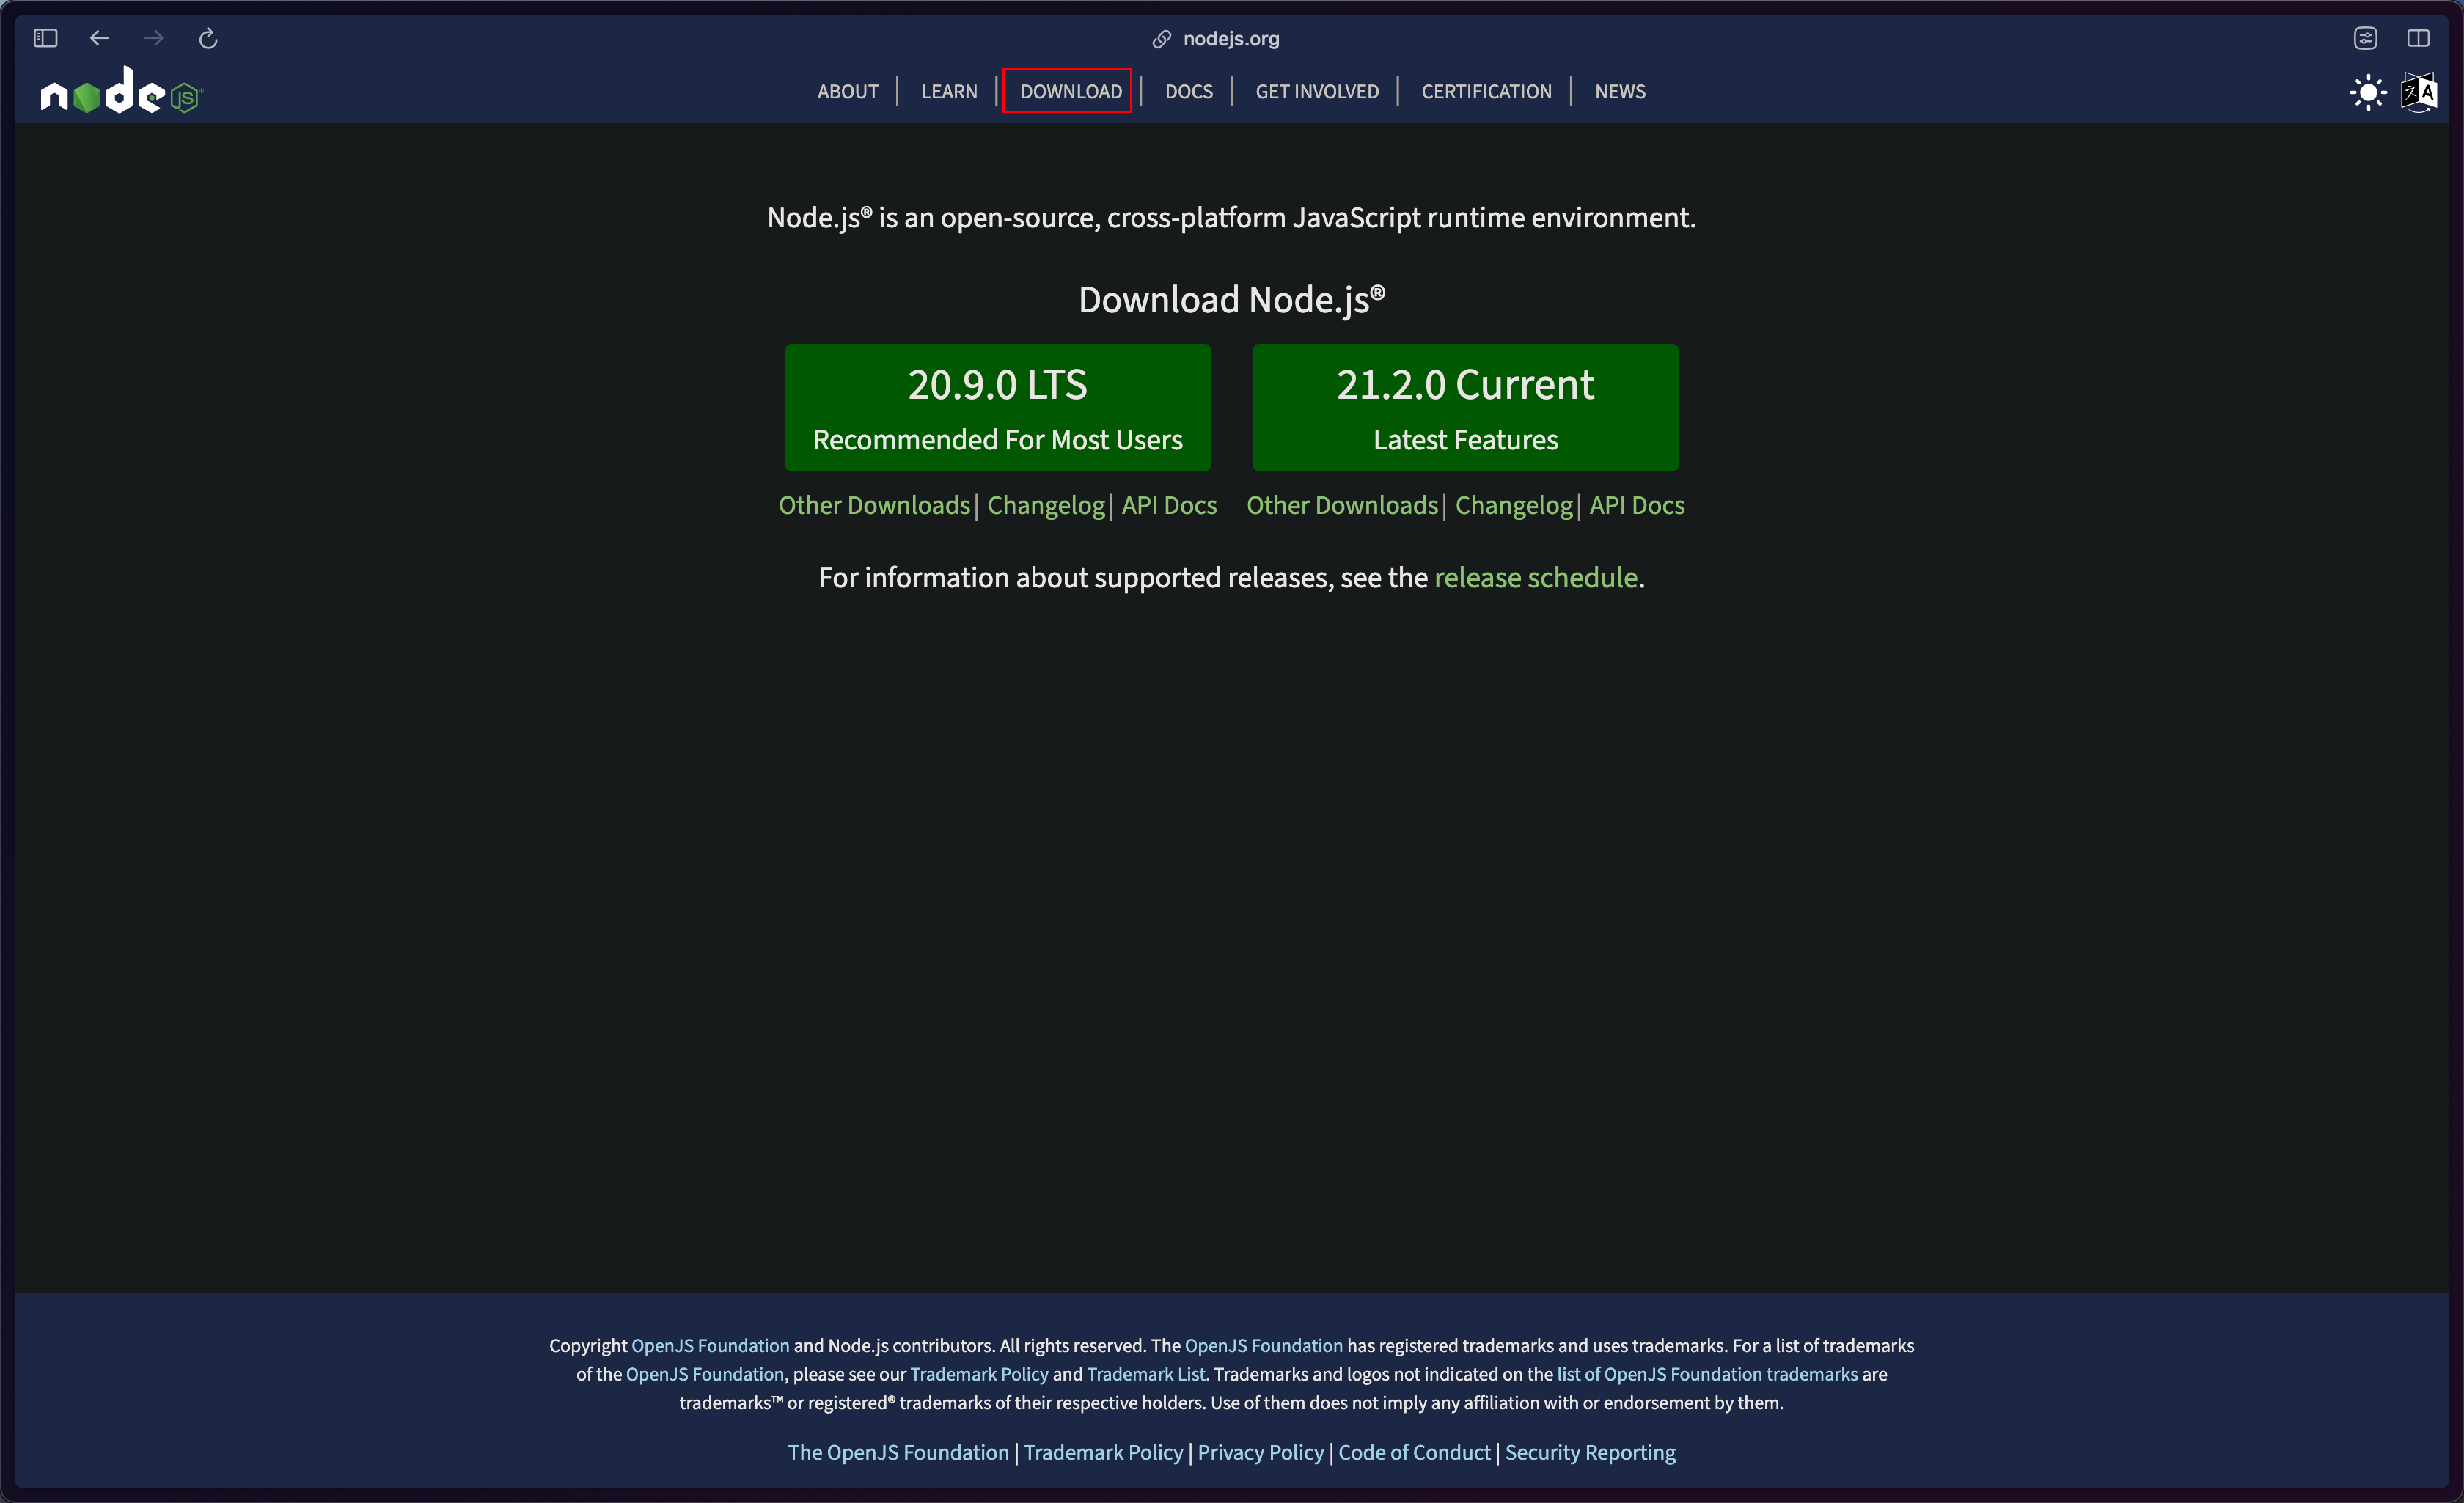 nodejs.org
node JS
ABOUT | LEARN | DOWNLOAD | DOCS | GET INVOLVED | CERTIFICATION | NEWS
Node.js® is an open-source, cross-platform JavaScript runtime environment.
Download Node.js®
20.9.0 LTS
Recommended For Most Users
21.2.0 Current
Latest Features
Other Downloads | Changelog | API Docs
Other Downloads | Changelog | API Docs
For information about supported releases, see the release schedule.
Copyright OpenJS Foundation and Node.js contributors. All rights reserved. The OpenJS Foundation has registered trademarks and uses trademarks. For a list of trademarks
of the OpenJS Foundation, please see our Trademark Policy and Trademark List. Trademarks and logos not indicated on the list of OpenJS Foundation trademarks are
trademarks™ or registered® trademarks of their respective holders. Use of them does not imply any affiliation with or endorsement by them.
The OpenJS Foundation | Trademark Policy | Privacy Policy | Code of Conduct | Security Reporting